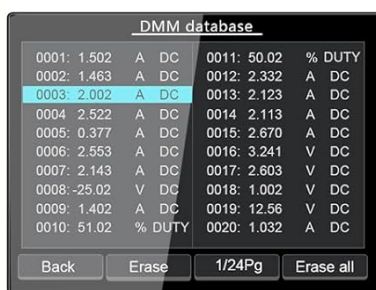 DMM database
0001: 1.502 A DC
0002: 1.463 A DC
0003: 2.002 A DC
0004 2.522 A DC
0005: 0.377 A DC
0006: 2.553 A DC
0007: 2.143 A DC
0008:-25.02 V DC
0009: 1.402 A DC
0010: 51.02 % DUTY
0011: 50.02 % DUTY
0012: 2.332 A DC
0013: 2.123 A DC
0014 2.113 A DC
0015: 2.670 A DC
0016: 3.241 V DC
0017: 2.603 V DC
0018: 1.002 V DC
0019: 12.56 V DC
0020: 1.032 A DC
Back Erase 1/24Pg Erase all